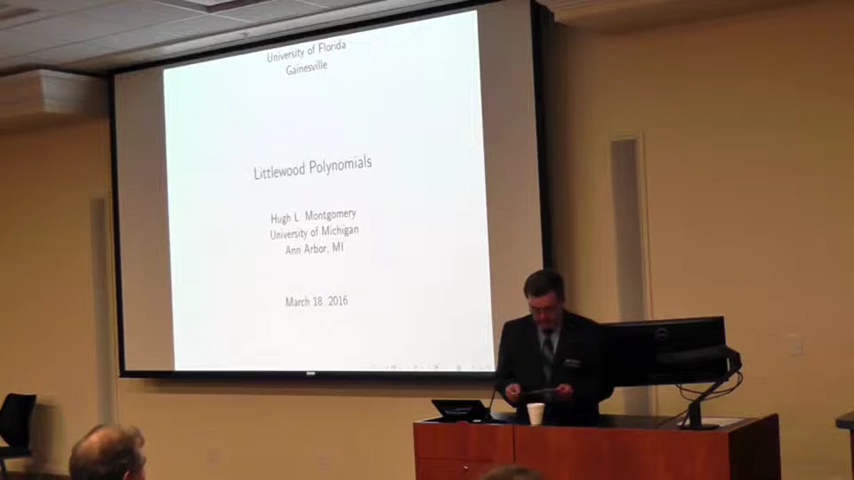 University of Florida
Gainesville
Littlewood Polynomials
Hugh L. Montgomery
University of Michigan
Ann Arbor, MI
March 18, 2016